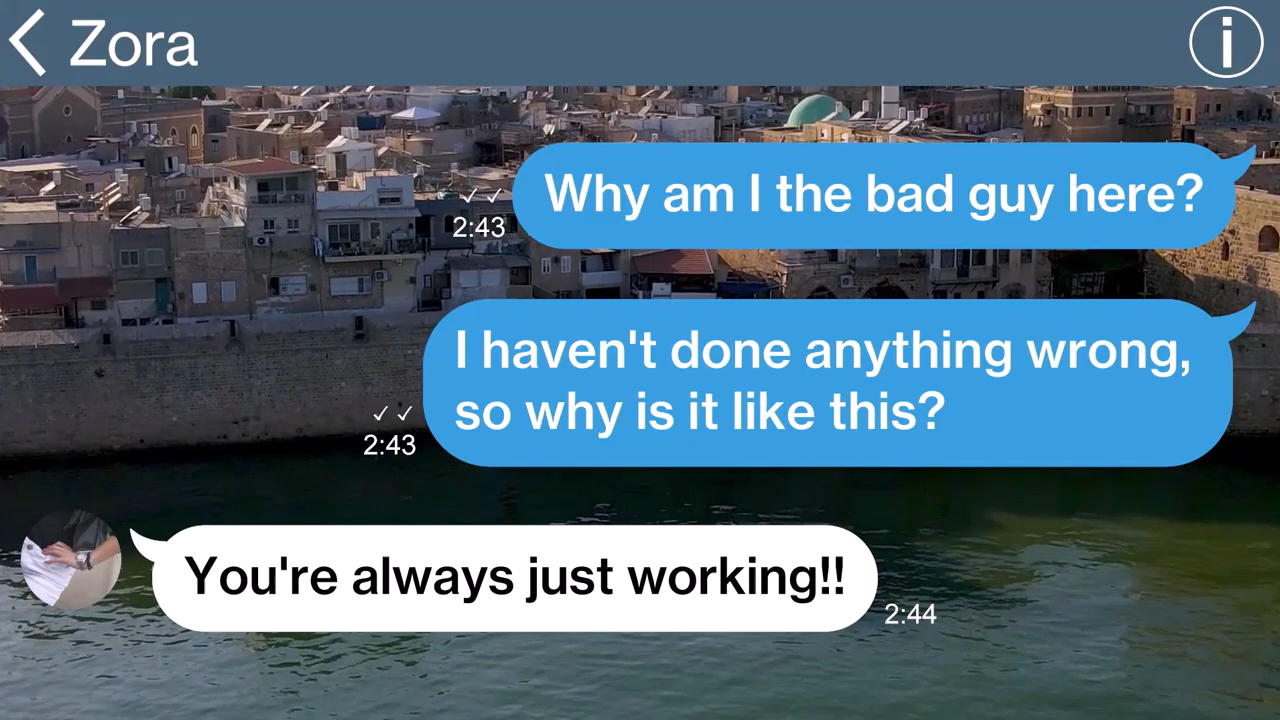 Zora
Why am I the bad guy here?
2:43
I haven't done anything wrong,
so why is it like this?
2:43
You're always just working!!
2:44